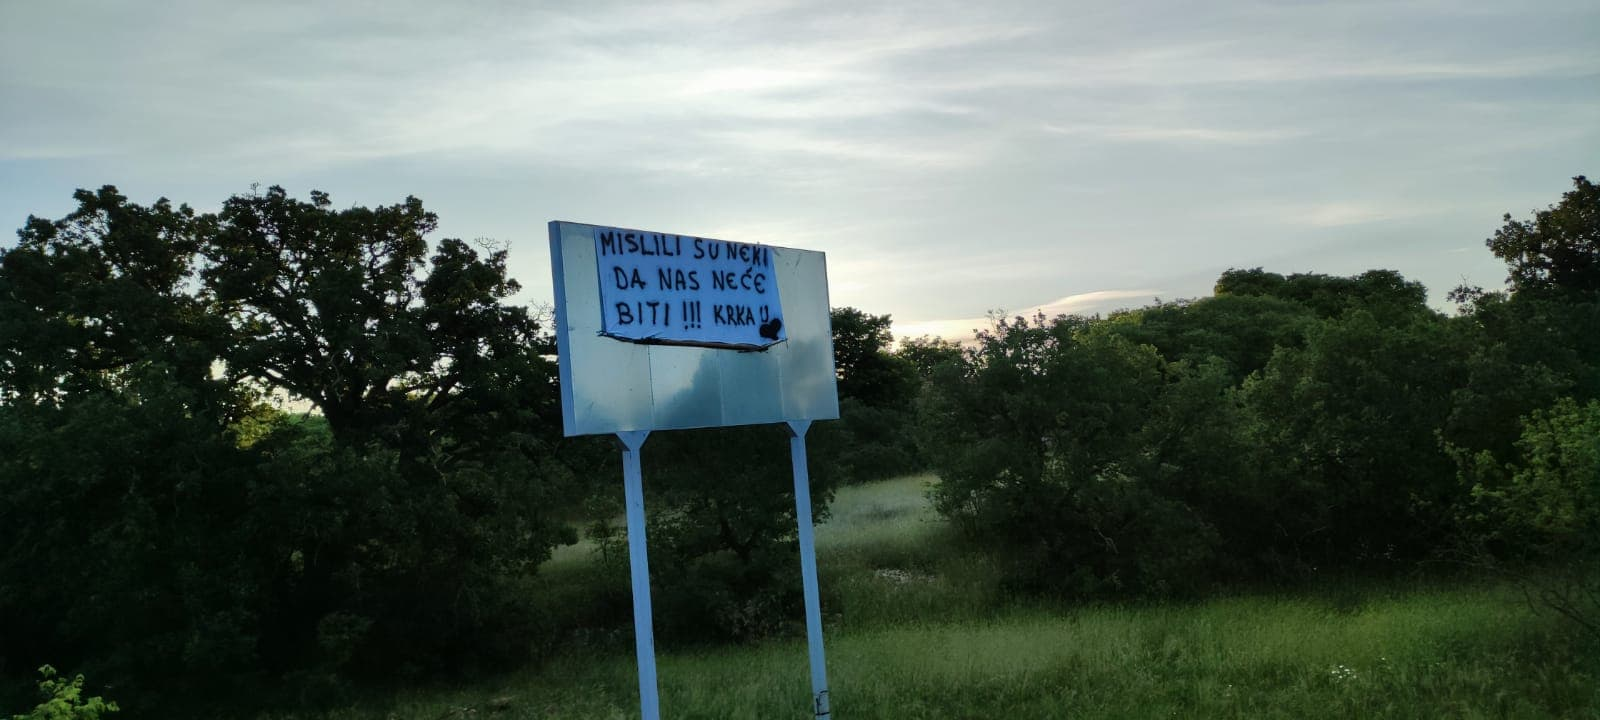 MISLILI SU NEKI
DA NAS NEĆE
BITI !!! KRKA U